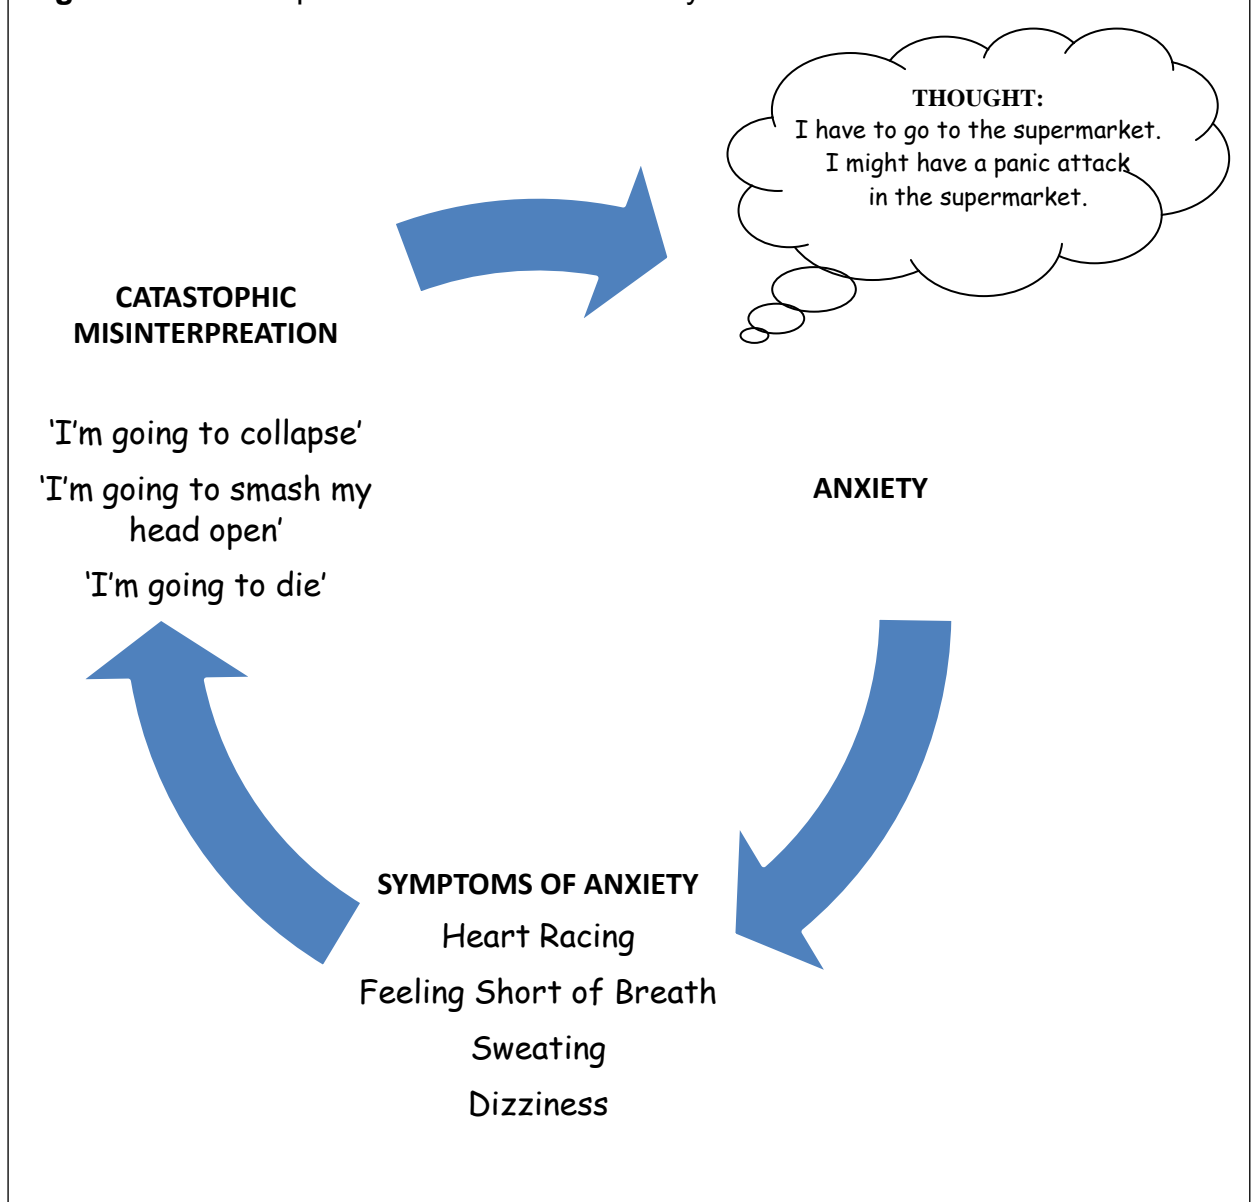 THOUGHT:
I have to go to the supermarket.
I might have a panic attack
in the supermarket.
CATASTOPHIC
MISINTERPREATION
‘I’m going to collapse’
‘I’m going to smash my
head open’
‘I’m going to die’
ANXIETY
SYMPTOMS OF ANXIETY
Heart Racing
Feeling Short of Breath
Sweating
Dizziness